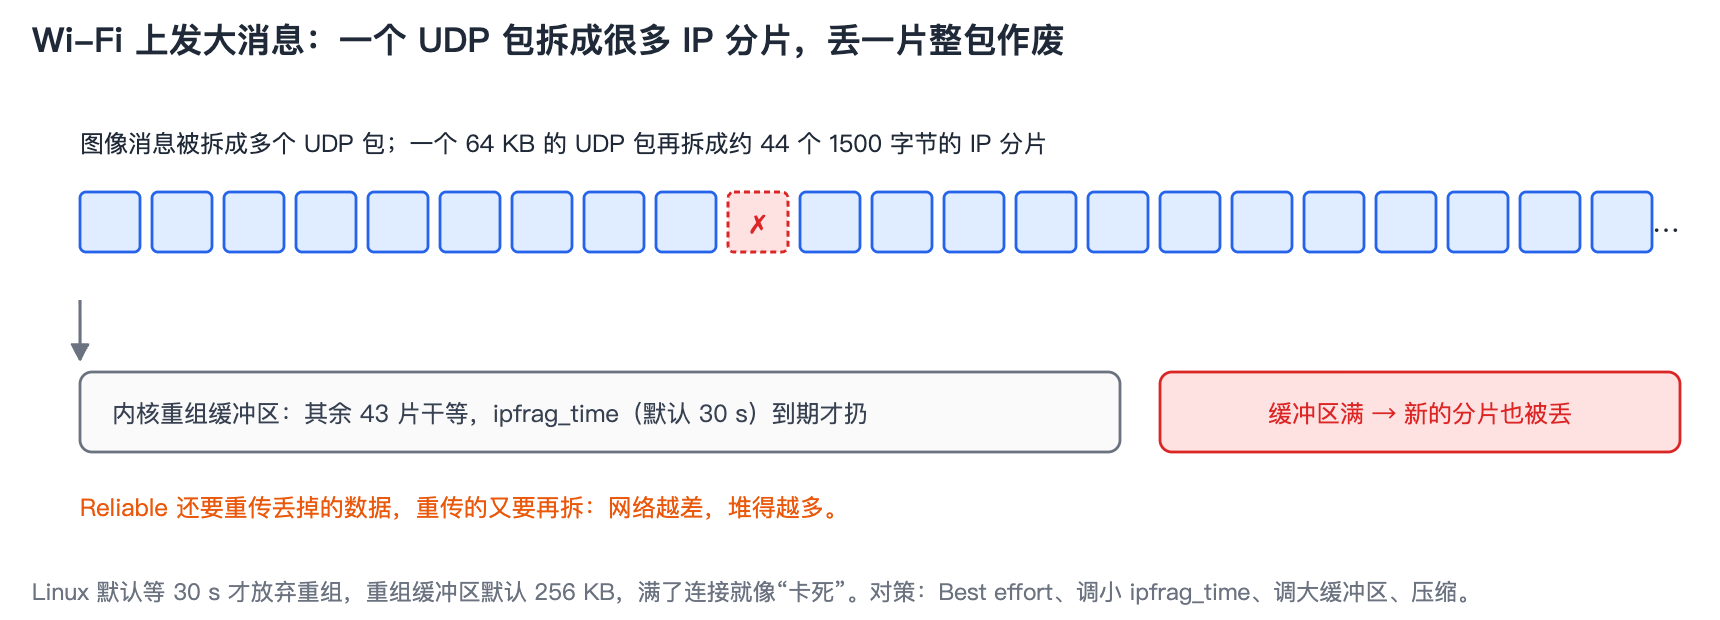 Wi-Fi 上发大消息：一个 UDP 包拆成很多 IP 分片，丢一片整包作废
图像消息被拆成多个 UDP 包；一个 64 KB 的 UDP 包再拆成约 44 个 1500 字节的 IP 分片
✗
...
内核重组缓冲区：其余 43 片干等，ipfrag_time（默认 30 s）到期才扔
缓冲区满 → 新的分片也被丢
Reliable 还要重传丢掉的数据，重传的又要再拆：网络越差，堆得越多。
Linux 默认等 30 s 才放弃重组，重组缓冲区默认 256 KB，满了连接就像“卡死”。对策：Best effort、调小 ipfrag_time、调大缓冲区、压缩。